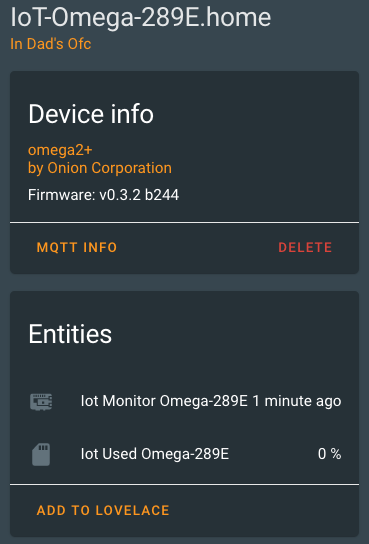 IoT-Omega-289E.home
In Dad's Ofc
Device info
omega2+
by Onion Corporation
Firmware: v0.3.2 b244
MQTT INFO DELETE
Entities
Iot Monitor Omega-289E 1 minute ago
Iot Used Omega-289E 0 %
ADD TO LOVELACE